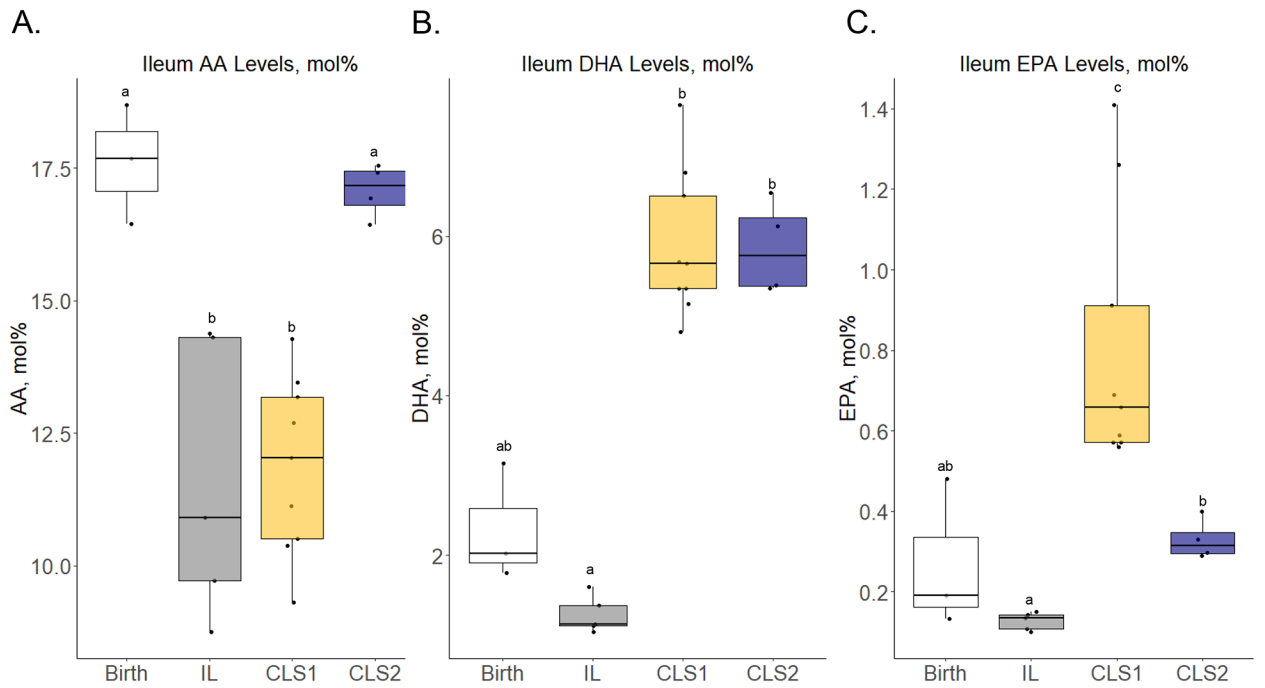 A.
Ileum AA Levels, mol%
AA, mol%
17.5
15.0
12.5
10.0
a
b
b
a
Birth IL CLS1 CLS2
B.
Ileum DHA Levels, mol%
DHA, mol%
6
4
2
ab
a
b
b
Birth IL CLS1 CLS2
C.
Ileum EPA Levels, mol%
EPA, mol%
1.4
1.2
1.0
0.8
0.6
0.4
0.2
ab
a
c
b
Birth IL CLS1 CLS2